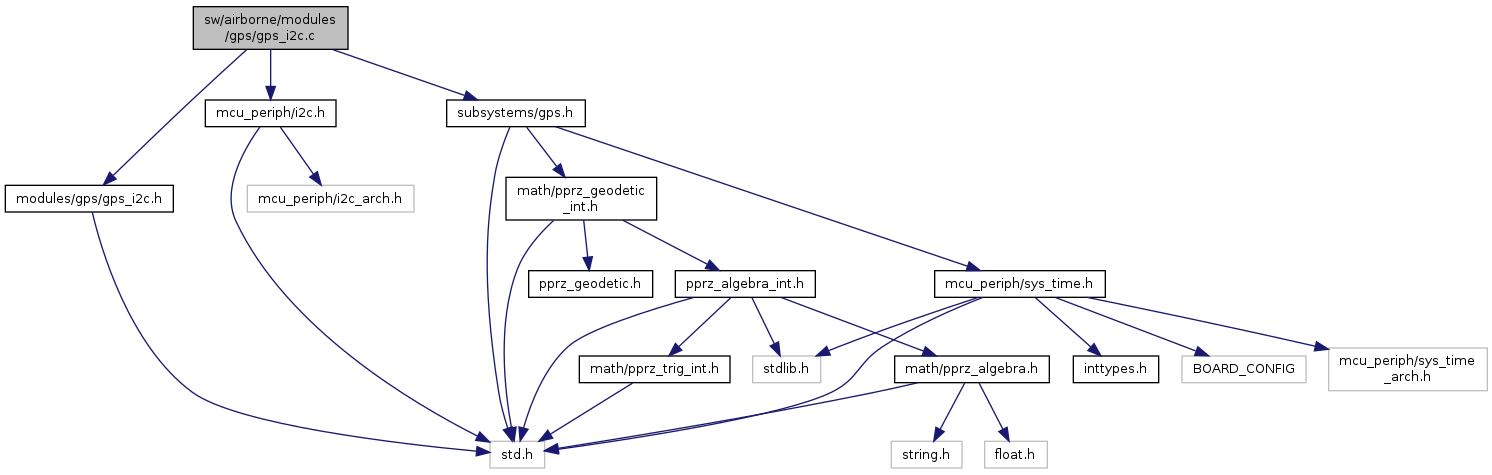 sw/airborne/modules
/gps/gps_i2c.c
mcu_periph/i2c.h
subsystems/gps.h
modules/gps/gps_i2c.h
mcu_periph/i2c_arch.h
math/pprz_geodetic
_int.h
pprz_geodetic.h
pprz_algebra_int.h
mcu_periph/sys_time.h
math/pprz_trig_int.h
stdlib.h
math/pprz_algebra.h
inttypes.h
BOARD_CONFIG
mcu_periph/sys_time
_arch.h
std.h
string.h
float.h